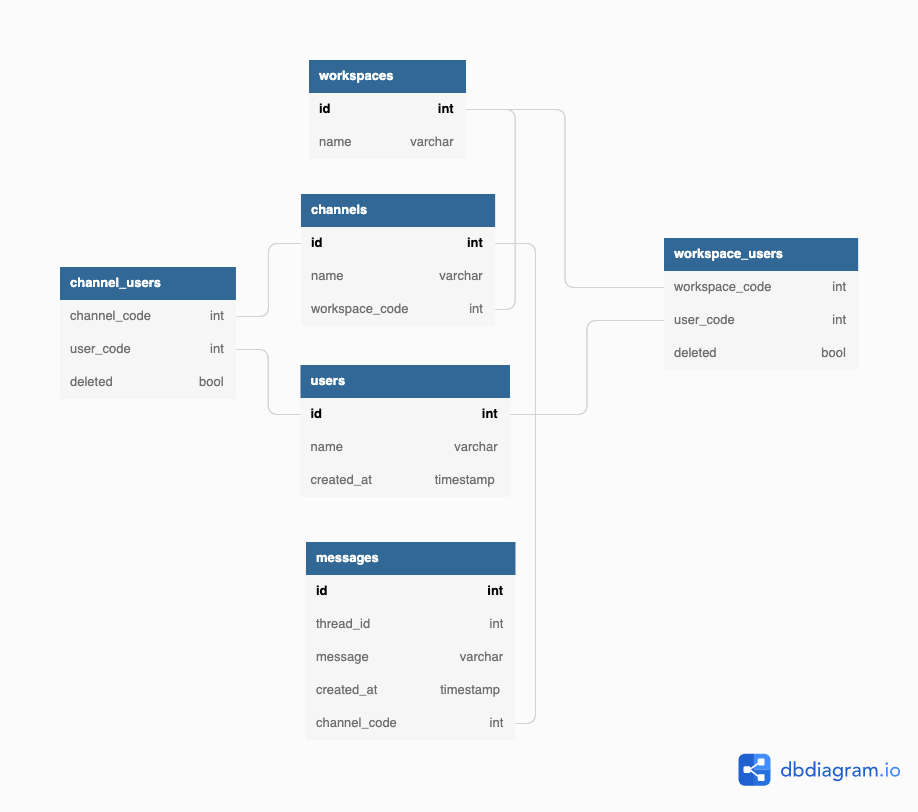 workspaces
id int
name varchar
channels
id int
name varchar
workspace_code int
channel_users
channel_code int
user_code int
deleted bool
users
id int
name varchar
created_at timestamp
workspace_users
workspace_code int
user_code int
deleted bool
messages
id int
thread_id int
message varchar
created_at timestamp
channel_code int
dbdiagram.io